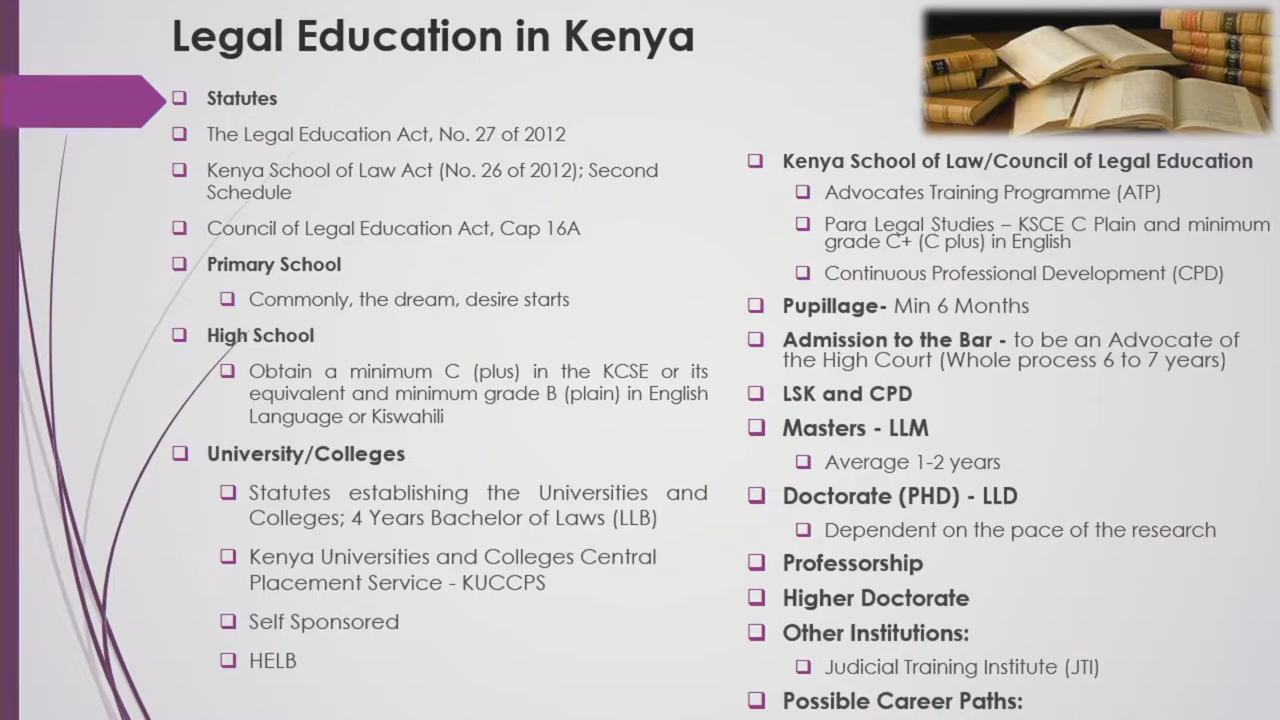 Legal Education in Kenya
Statutes
The Legal Education Act, No. 27 of 2012
Kenya School of Law Act (No. 26 of 2012); Second
Schedule
Council of Legal Education Act, Cap 16A
Primary School
Commonly, the dream, desire starts
High School
Obtain a minimum C (plus) in the KCSE or its
equivalent and minimum grade B (plain) in English
Language or Kiswahili
University/Colleges
Statutes establishing the Universities and
Colleges; 4 Years Bachelor of Laws (LLB)
Kenya Universities and Colleges Central
Placement Service - KUCCPS
Self Sponsored
HELB
Kenya School of Law/Council of Legal Education
Advocates Training Programme (ATP)
Para Legal Studies – KSCE C Plain and minimum
grade C+ (C plus) in English
Continuous Professional Development (CPD)
Pupillage- Min 6 Months
Admission to the Bar - to be an Advocate of
the High Court (Whole process 6 to 7 years)
LSK and CPD
Masters - LLM
Average 1-2 years
Doctorate (PHD) - LLD
Dependent on the pace of the research
Professorship
Higher Doctorate
Other Institutions:
Judicial Training Institute (JTI)
Possible Career Paths: